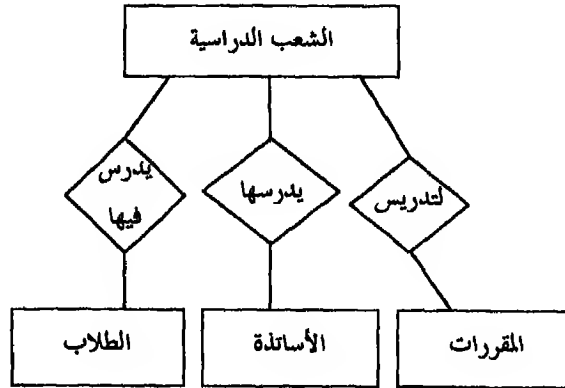 الشعب الدراسية
يدرس
فيها
يدرسها
لتدريس
الطلاب
الأساتذة
المقررات